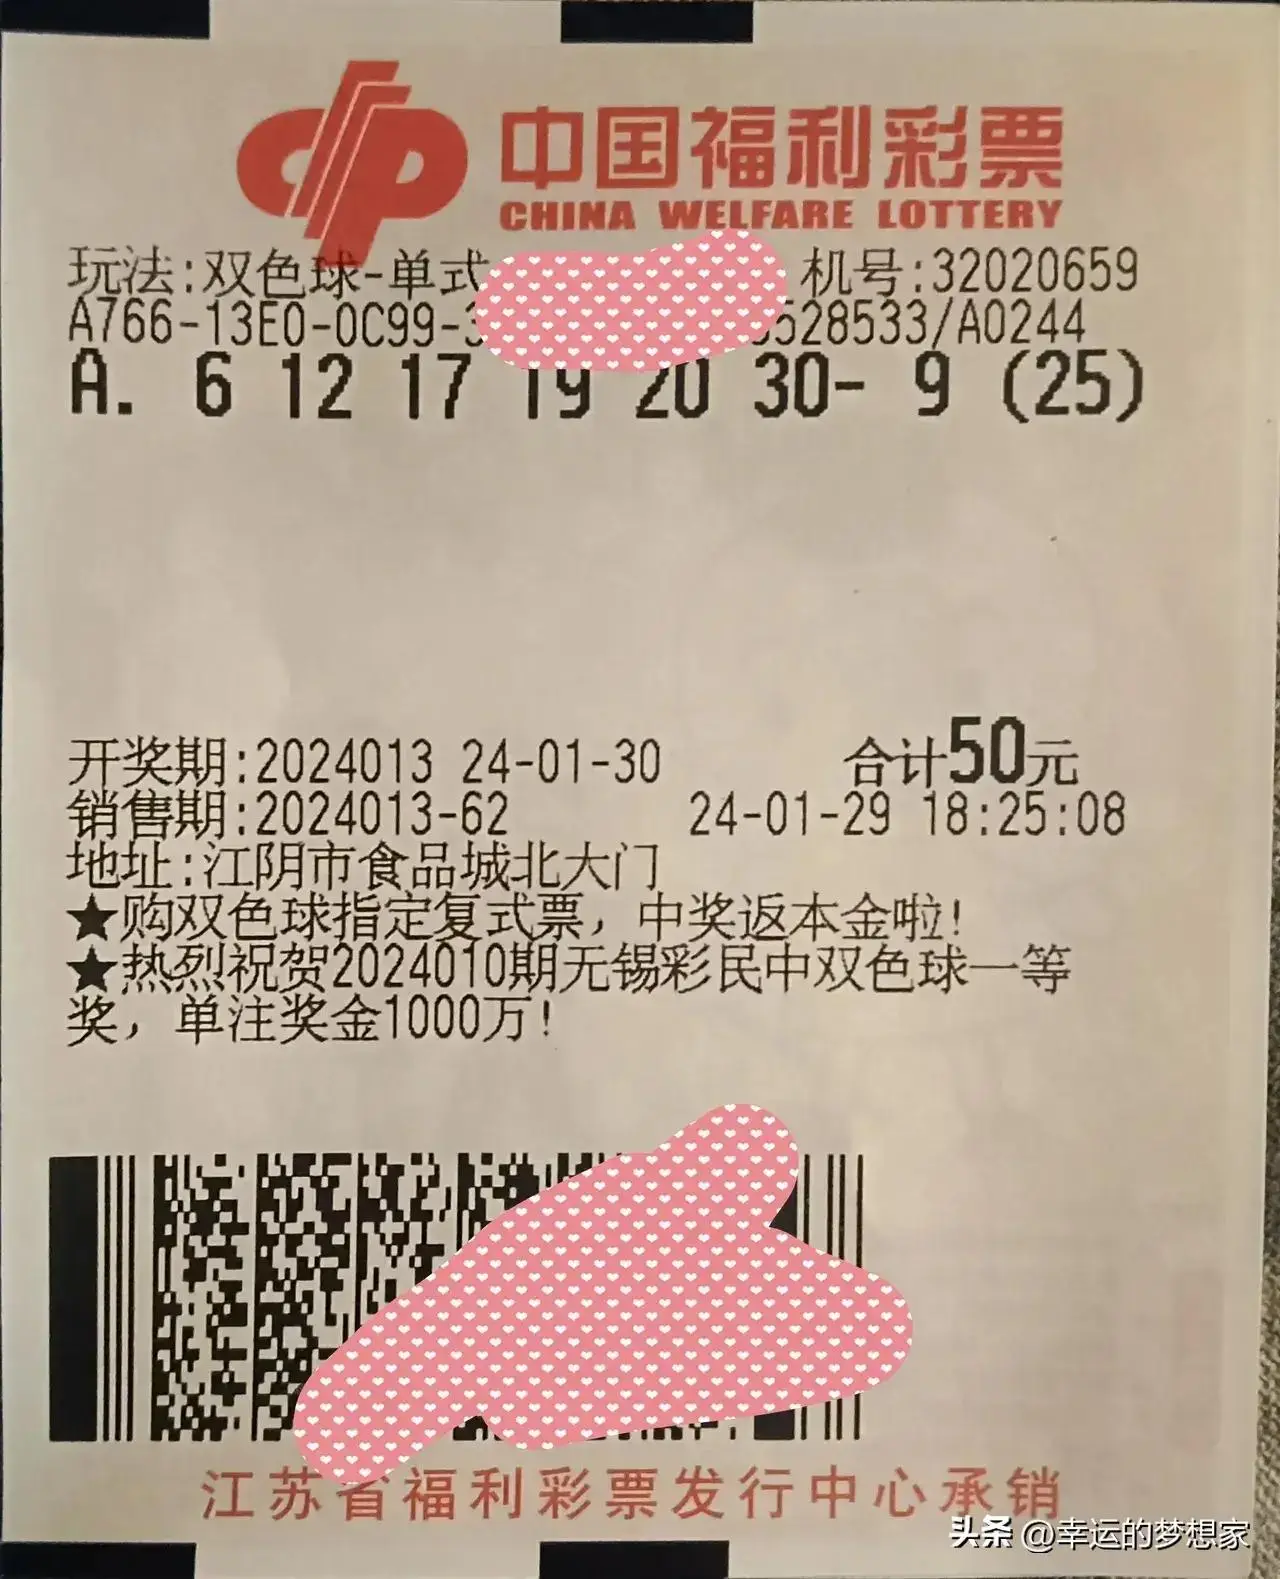 中国福利彩票
CHINA WELFARE LOTTERY
玩法:双色球-单式 机号:32020659
A766-13E0-0C99- 528533/A0244
A. 6 12 17 19 20 30- 9 (25)
开奖期:2024013 24-01-30 合计50元
销售期:2024013-62 24-01-29 18:25:08
地址:江阴市食品城北大门
★购双色球指定复式票，中奖返本金啦!
★热烈祝贺2024010期无锡彩民中双色球一等
奖，单注奖金1000万!
江苏省福利彩票发行中心承销
头条 @幸运的梦想家